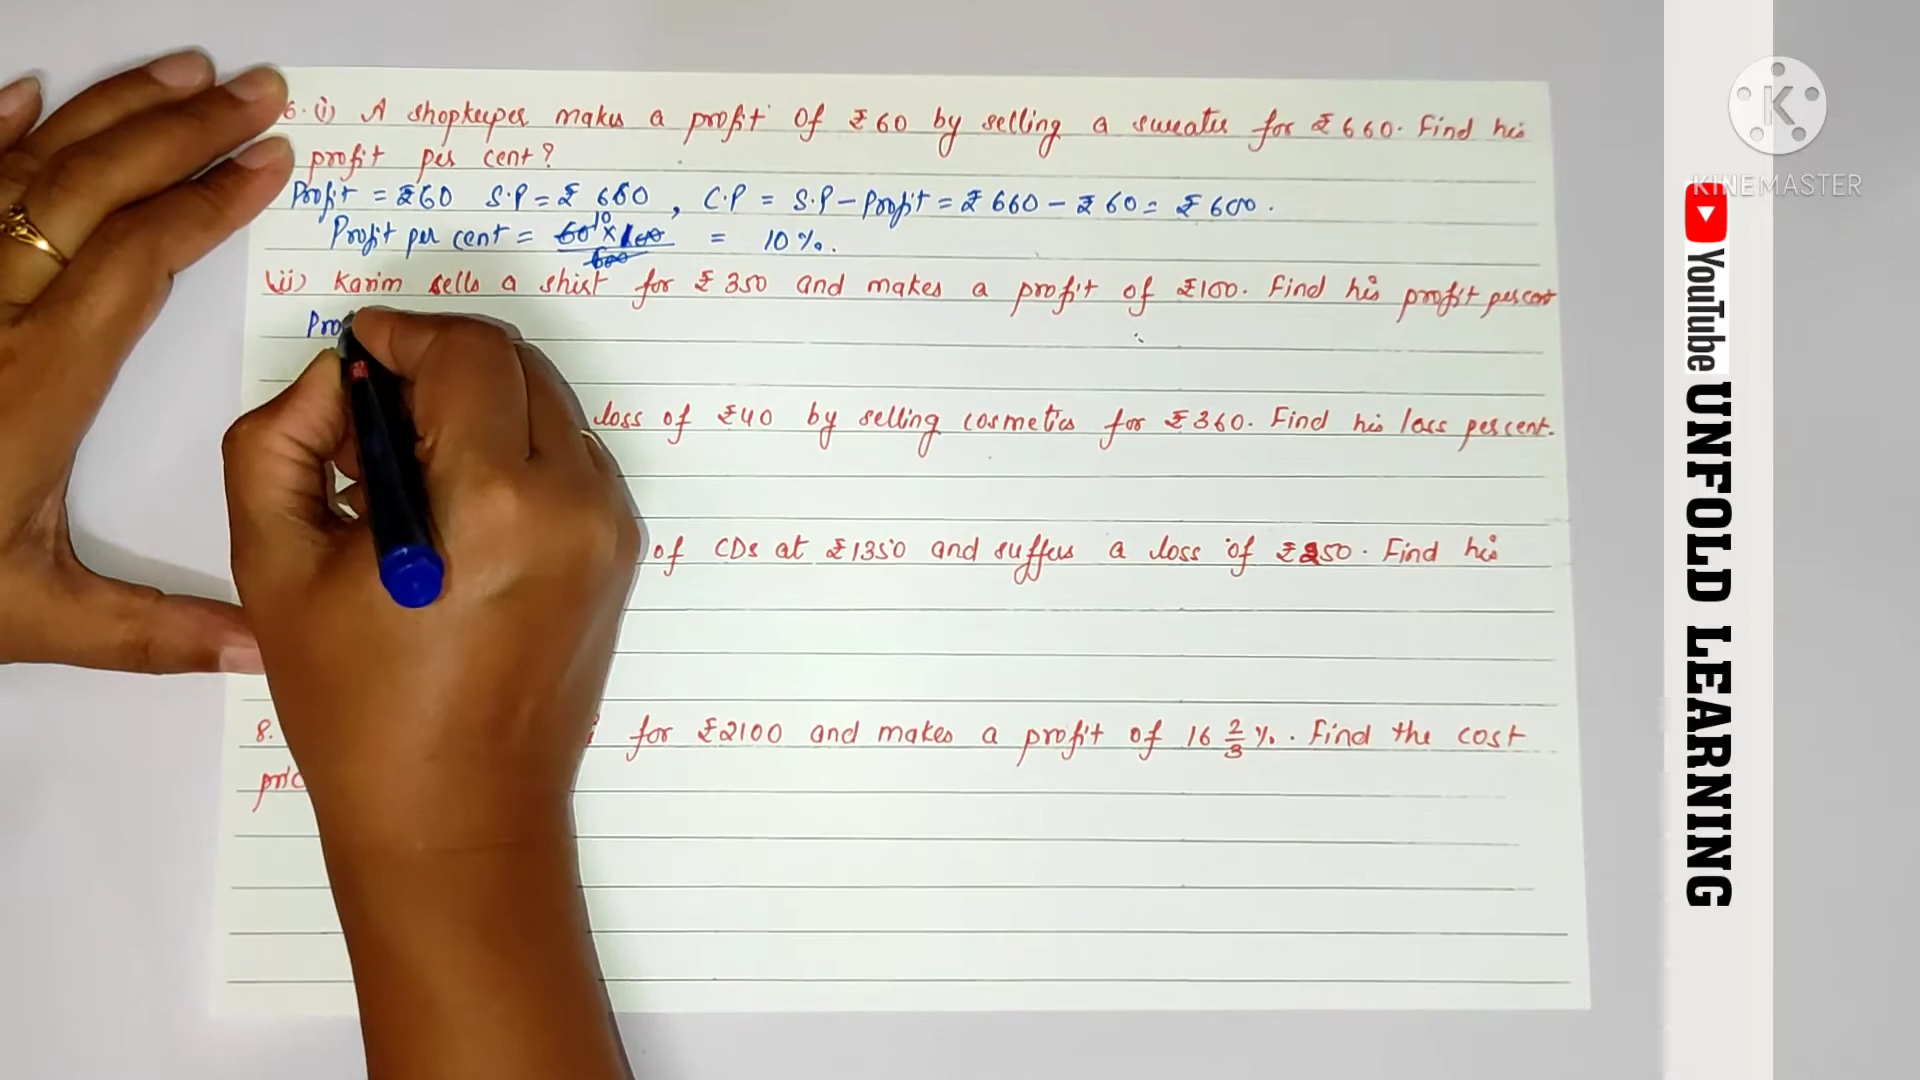 6. (i) A shopkeeper makes a profit of ₹60 by selling a sweater for ₹660. Find his
profit per cent?
Profit = ₹60 S.P = ₹ 660 , C.P = S.P - Profit = ₹ 660 - ₹ 60 = ₹ 600.
Profit per cent = 60 10 × 100 / 600 = 10%.
(ii) Karim sells a shirt for ₹ 350 and makes a profit of ₹100. Find his profit percent
Pro
loss of ₹40 by selling cosmetics for ₹360. Find his loss percent.
of CDs at ₹1350 and suffers a loss of ₹250. Find his
8. for ₹2100 and makes a profit of 16 2/3 %. Find the cost
pric
KINEMASTER
YouTube UNFOLD LEARNING